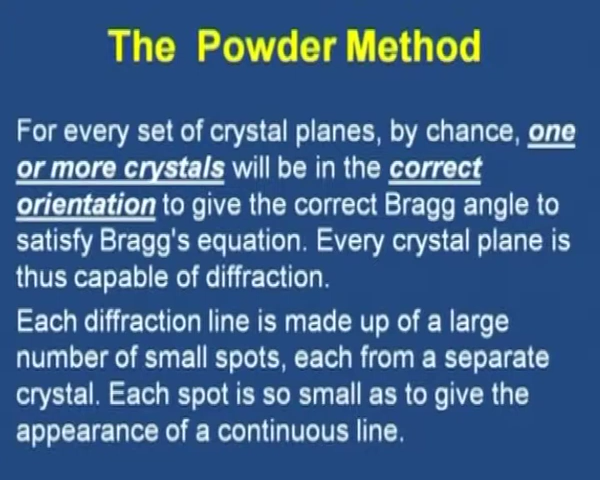 The Powder Method
For every set of crystal planes, by chance, one
or more crystals will be in the correct
orientation to give the correct Bragg angle to
satisfy Bragg's equation. Every crystal plane is
thus capable of diffraction.
Each diffraction line is made up of a large
number of small spots, each from a separate
crystal. Each spot is so small as to give the
appearance of a continuous line.